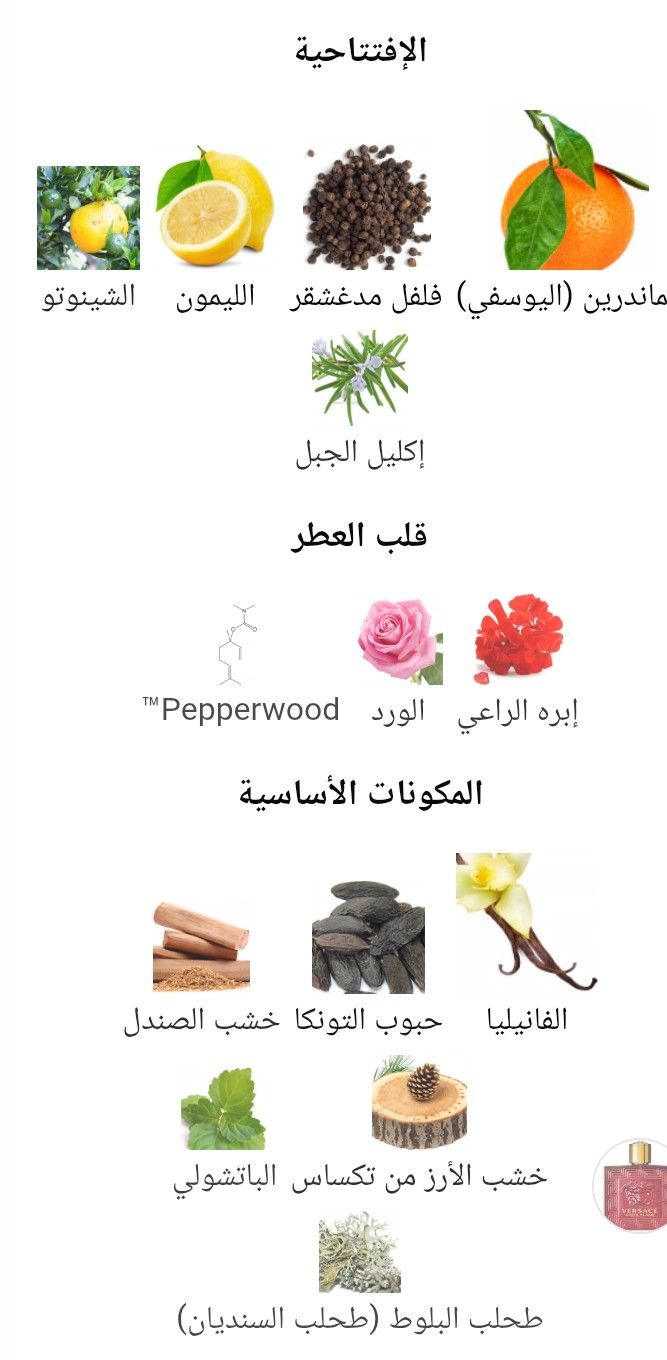 الإفتتاحية
ماندرين (اليوسفي) فلفل مدغشقر الليمون الشينوتو
إكليل الجبل
قلب العطر
إبره الراعي الورد Pepperwood™
المكونات الأساسية
الفانيليا حبوب التونكا خشب الصندل
خشب الأرز من تكساس الباتشولي
VERSACE
طحلب البلوط (طحلب السنديان)